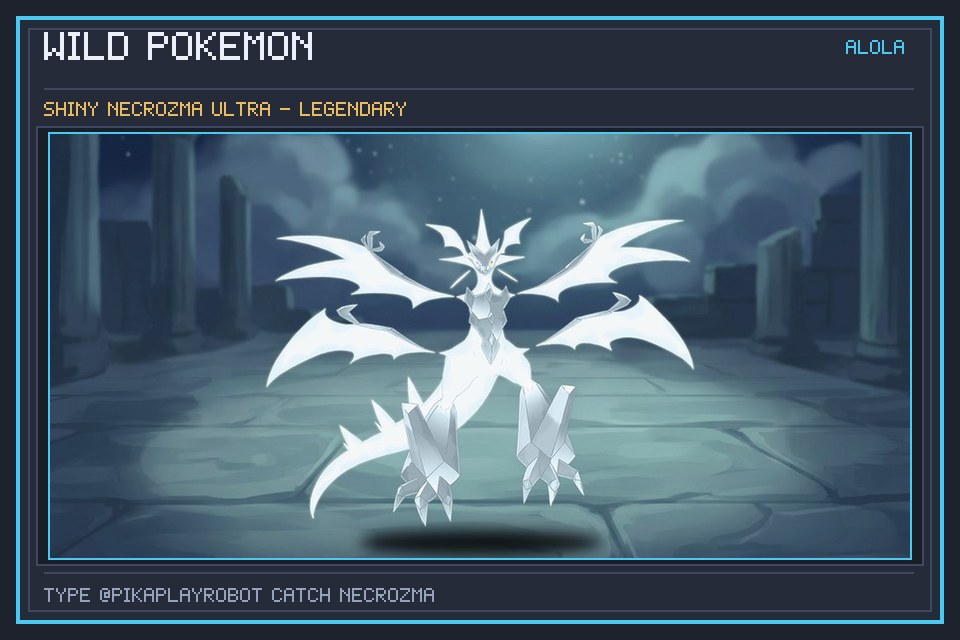 WILD POKEMON
ALOLA
SHINY NECROZMA ULTRA - LEGENDARY
TYPE @PIKAPLAYROBOT CATCH NECROZMA